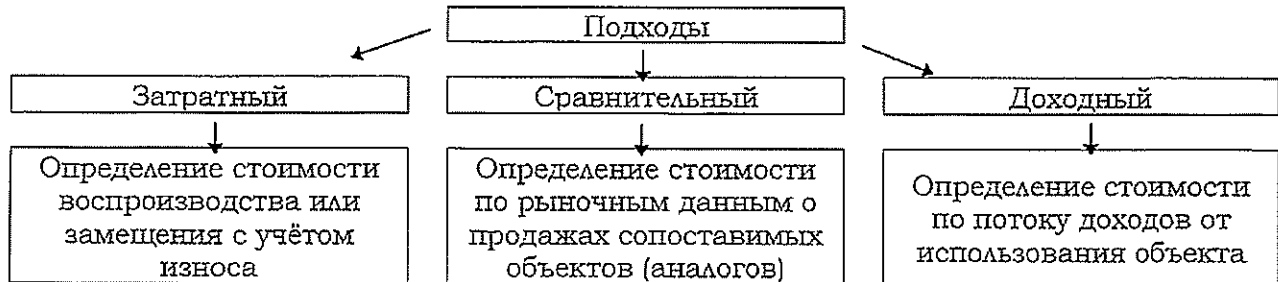 Подходы
Затратный
Сравнительный
Доходный
Определение стоимости
воспроизводства или
замещения с учётом
износа
Определение стоимости
по рыночным данным о
продажах сопоставимых
объектов (аналогов)
Определение стоимости
по потоку доходов от
использования объекта